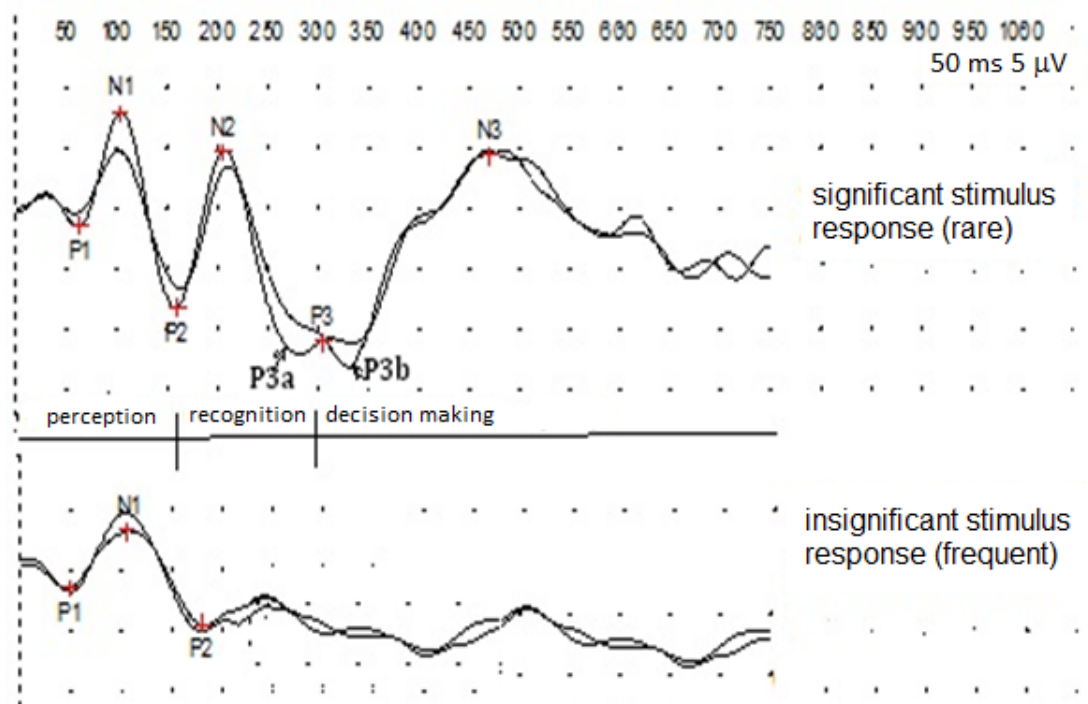 50 100 150 200 250 300 350 400 450 500 550 600 650 700 750 800 850 900 950 1000
50 ms 5 μV
N1
N2
N3
significant stimulus
response (rare)
P1
P2
P3
P3a
P3b
perception
recognition
decision making
N1
insignificant stimulus
response (frequent)
P1
P2